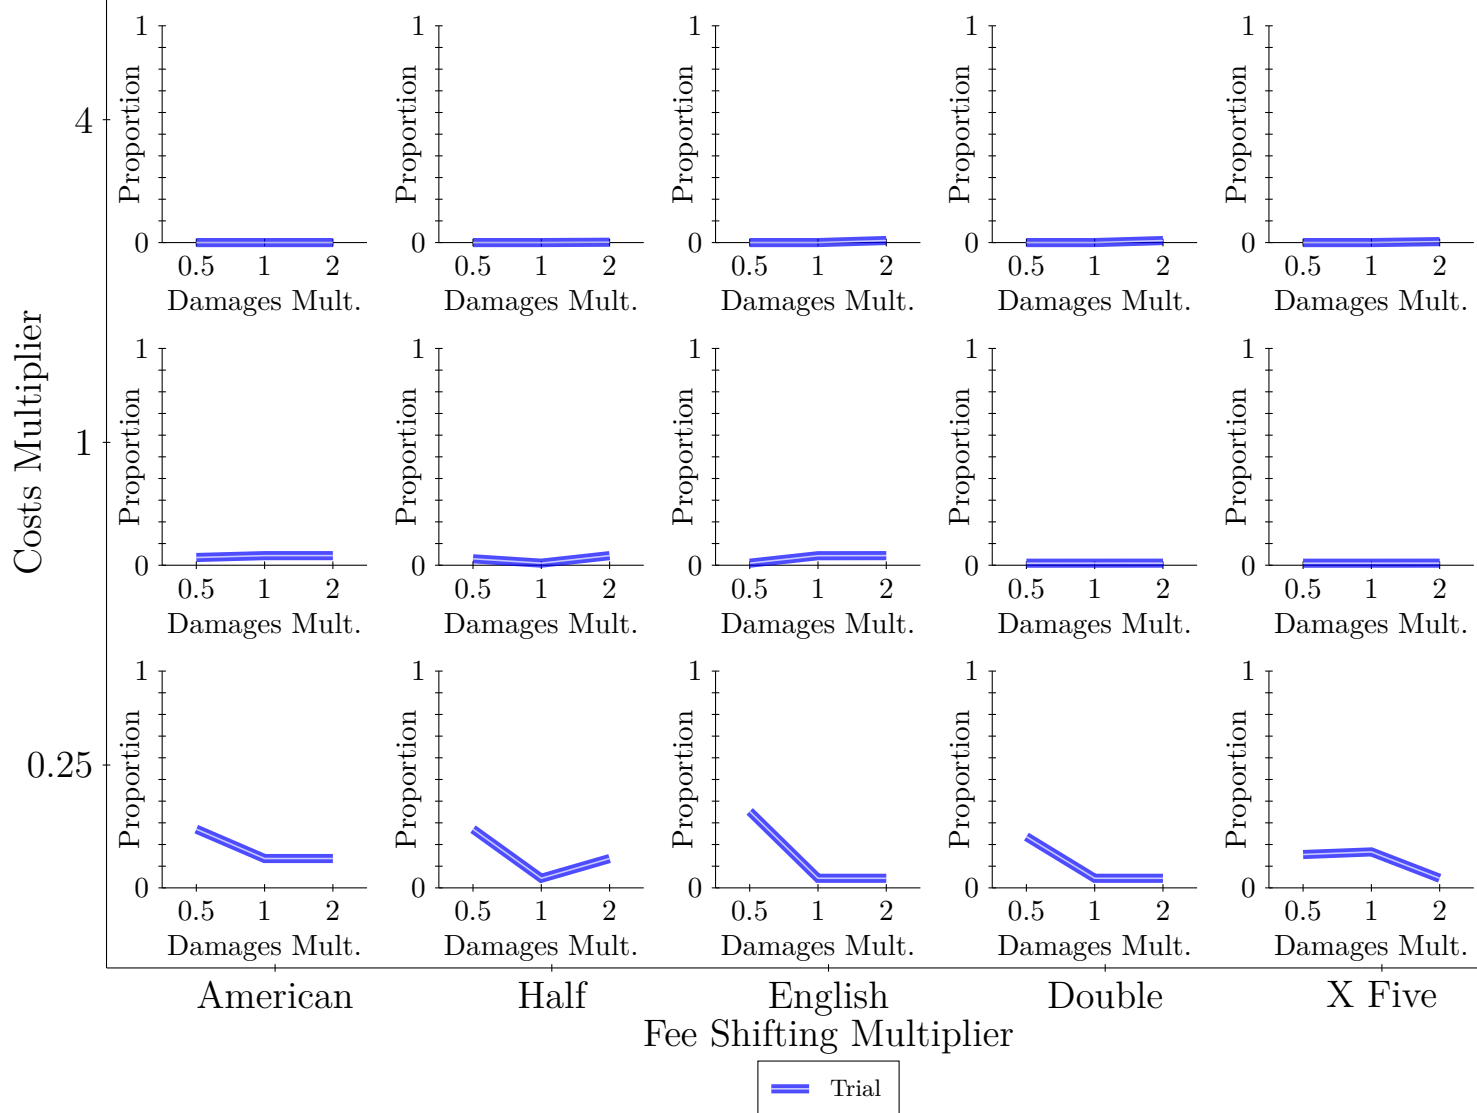 1 1 1 1 1
Proportion Proportion Proportion Proportion Proportion
4
0 0 0 0 0
0.5 1 2 0.5 1 2 0.5 1 2 0.5 1 2 0.5 1 2
Damages Mult. Damages Mult. Damages Mult. Damages Mult. Damages Mult.
Costs Multiplier
1 1 1 1 1
Proportion Proportion Proportion Proportion Proportion
1
0 0 0 0 0
0.5 1 2 0.5 1 2 0.5 1 2 0.5 1 2 0.5 1 2
Damages Mult. Damages Mult. Damages Mult. Damages Mult. Damages Mult.
1 1 1 1 1
Proportion Proportion Proportion Proportion Proportion
0.25
0 0 0 0 0
0.5 1 2 0.5 1 2 0.5 1 2 0.5 1 2 0.5 1 2
Damages Mult. Damages Mult. Damages Mult. Damages Mult. Damages Mult.
American Half English Double X Five
Fee Shifting Multiplier
Trial